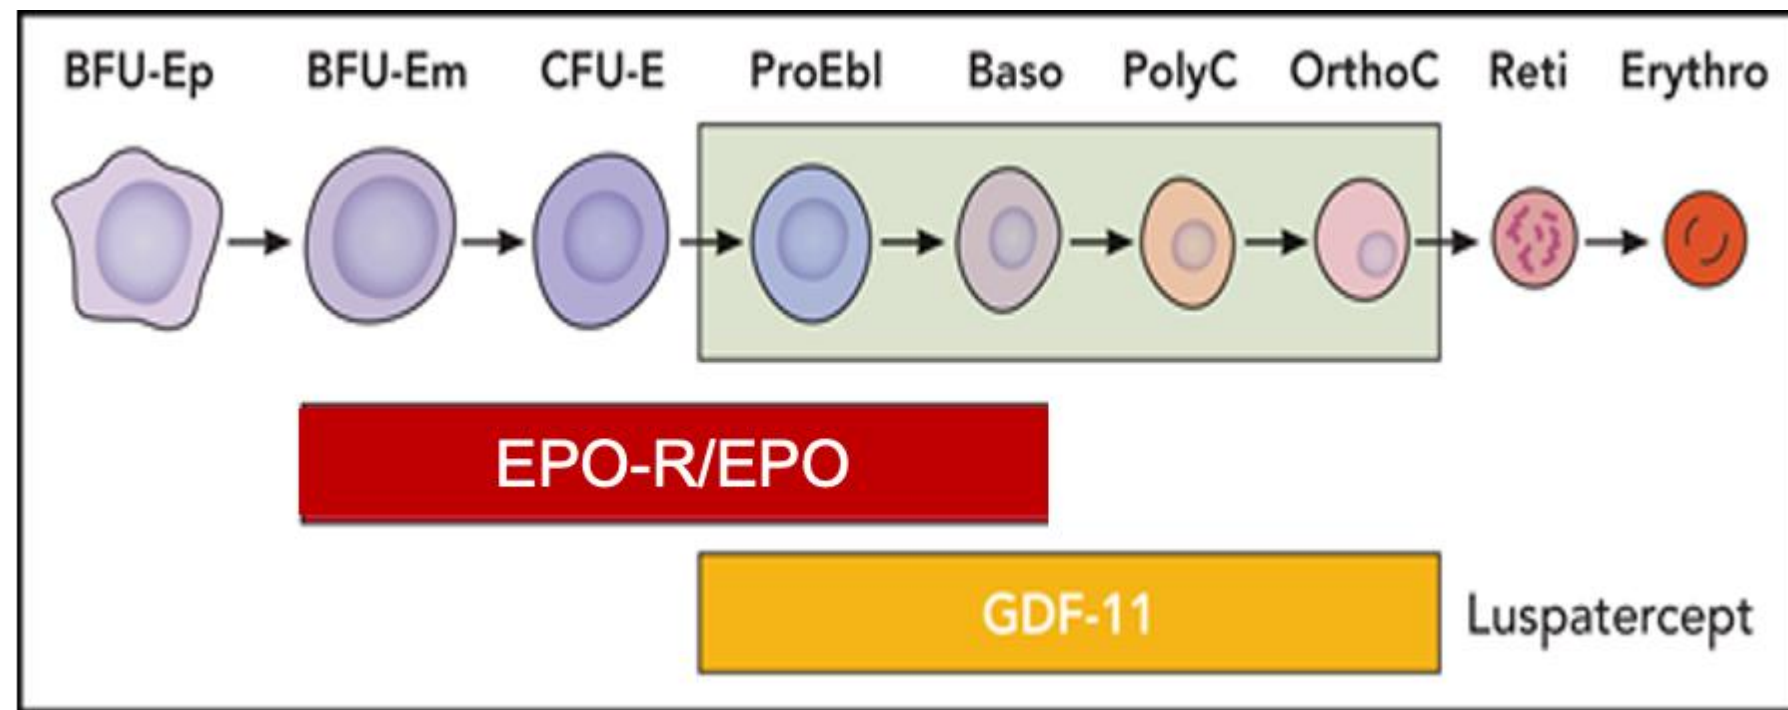 BFU-Ep BFU-Em CFU-E ProEbl Baso PolyC OrthoC Reti Erythro
EPO-R/EPO
GDF-11 Luspatercept